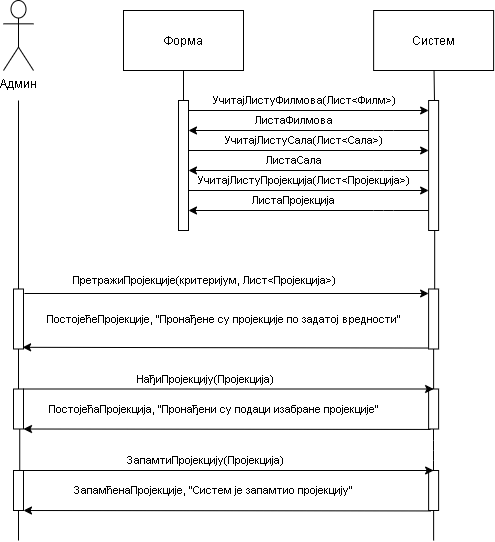 Форма
Систем
Админ
УчитајЛистуФилмова(Лист<Филм>)
ЛистаФилмова
УчитајЛистуСала(Лист<Сала>)
ЛистаСала
УчитајЛистуПројекција(Лист<Пројекција>)
ЛистаПројекција
ПретражиПројекције(критеријум, Лист<Пројекција>)
ПостојећеПројекције, "Пронађене су пројекције по задатој вредности"
НађиПројекцију(Пројекција)
ПостојећаПројекција, "Пронађени су подаци изабране пројекције"
ЗапамтиПројекцију(Пројекција)
ЗапамћенаПројекције, "Систем је запамтио пројекцију"